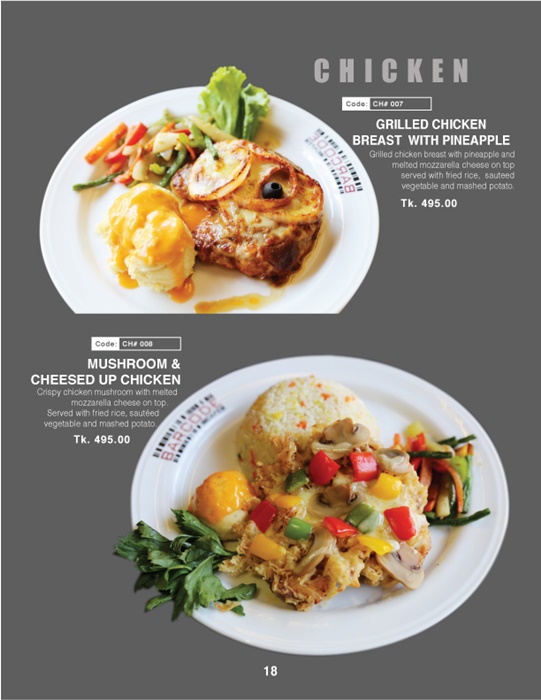 CHICKEN
Code: CH# 007
GRILLED CHICKEN
BREAST WITH PINEAPPLE
Grilled chicken breast with pineapple and
melted mozzarella cheese on top
served with fried rice, sauteed
vegetable and mashed potato.
Tk. 495.00
BARCODE
Code: CH# 008
MUSHROOM &
CHEESED UP CHICKEN
Crispy chicken mushroom with melted
mozzarella cheese on top.
Served with fried rice, sautéed
vegetable and mashed potato.
Tk. 495.00
BARCODE
18